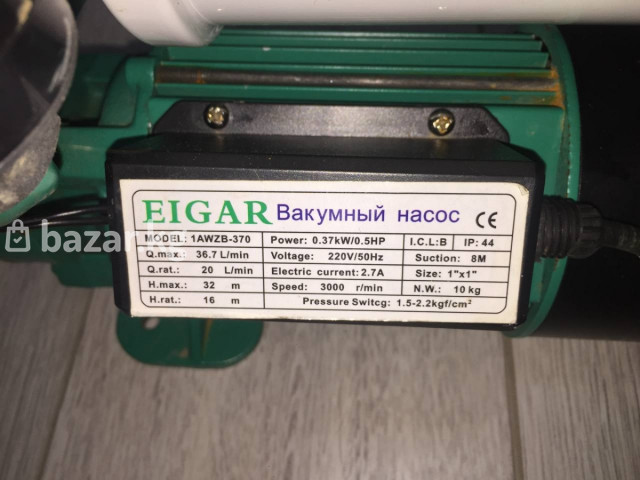 EIGAR Вакумный насос CE
MODEL: 1AWZB-370 Power: 0.37kW/0.5HP I.C.L:B IP: 44
Q.max.: 36.7 L/min Voltage: 220V/50Hz Suction: 8M
Q.rat.: 20 L/min Electric current: 2.7A Size: 1"x1"
H.max.: 32 m Speed: 3000 r/min N.W.: 10 kg
H.rat.: 16 m Pressure Switcg: 1.5-2.2kgf/cm²
bazar